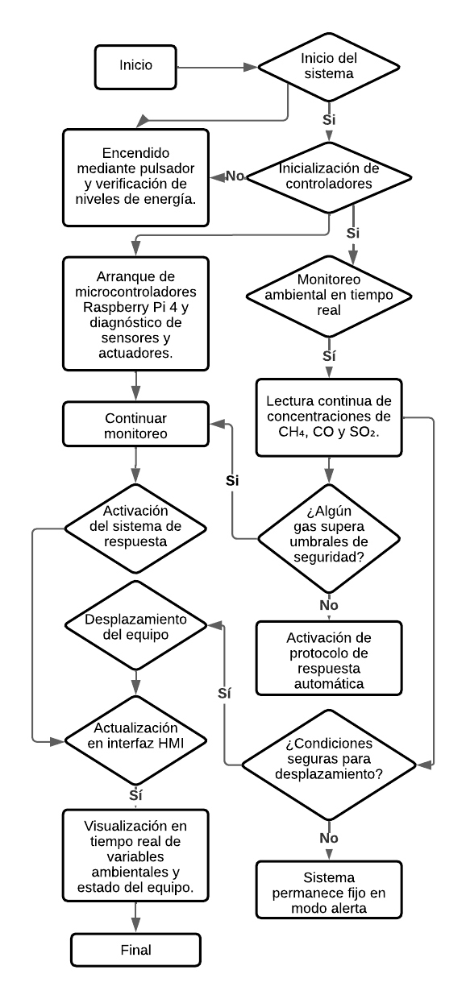 Inicio
Inicio del
sistema
Si
Encendido
mediante pulsador
y verificación de
niveles de energía.
No
Inicialización de
controladores
Si
Arranque de
microcontroladores
Raspberry Pi 4 y
diagnóstico de
sensores y
actuadores.
Monitoreo
ambiental en tiempo
real
Sí
Continuar
monitoreo
Lectura continua de
concentraciones de
CH₄, CO y SO₂.
Si
Activación
del sistema de
respuesta
¿Algún
gas supera
umbrales de
seguridad?
No
Desplazamiento
del equipo
Activación de
protocolo de
respuesta
automática
Sí
Actualización
en interfaz HMI
¿Condiciones
seguras para
desplazamiento?
Sí
No
Visualización en
tiempo real de
variables
ambientales y
estado del equipo.
Sistema
permanece fijo en
modo alerta
Final